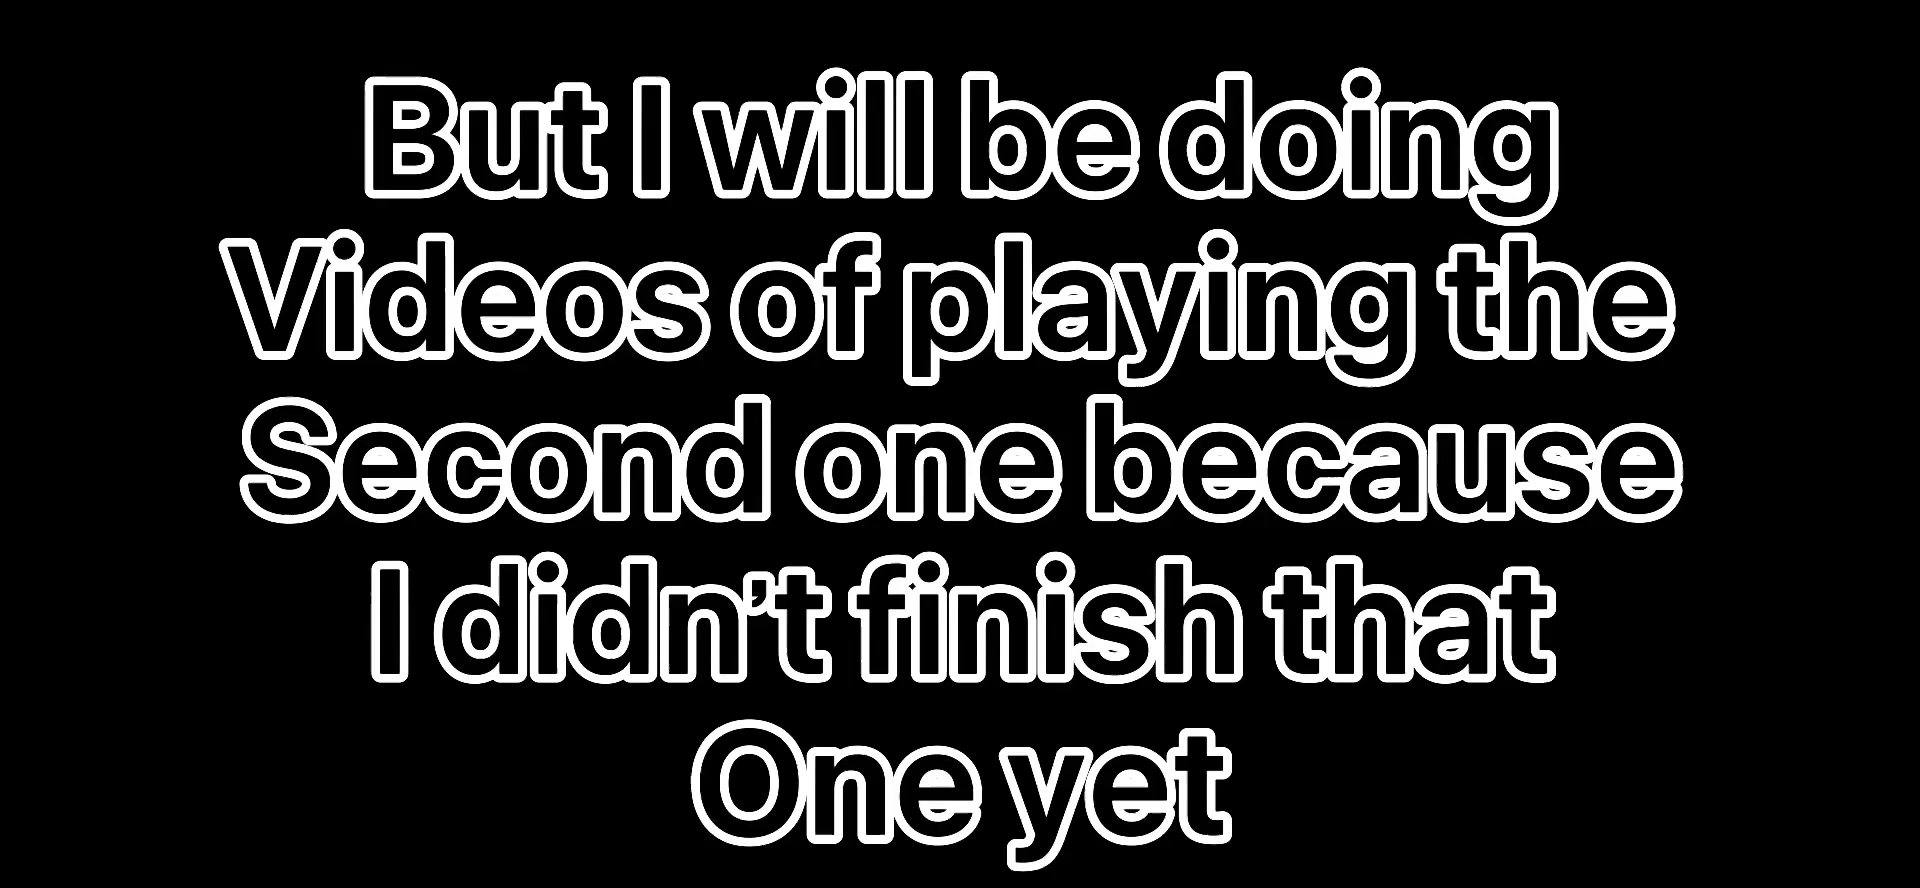 But I will be doing
Videos of playing the
Second one because
I didn't finish that
One yet